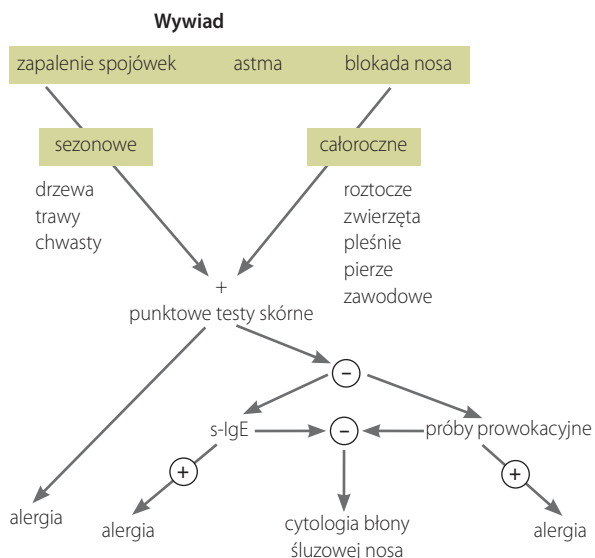 Wywiad
zapalenie spojówek astma blokada nosa
sezonowe całoroczne
drzewa
trawy
chwasty
roztocze
zwierzęta
pleśnie
pierze
zawodowe
+
punktowe testy skórne
−
s-IgE − próby prowokacyjne
+ +
alergia alergia cytologia błony
śluzowej nosa alergia